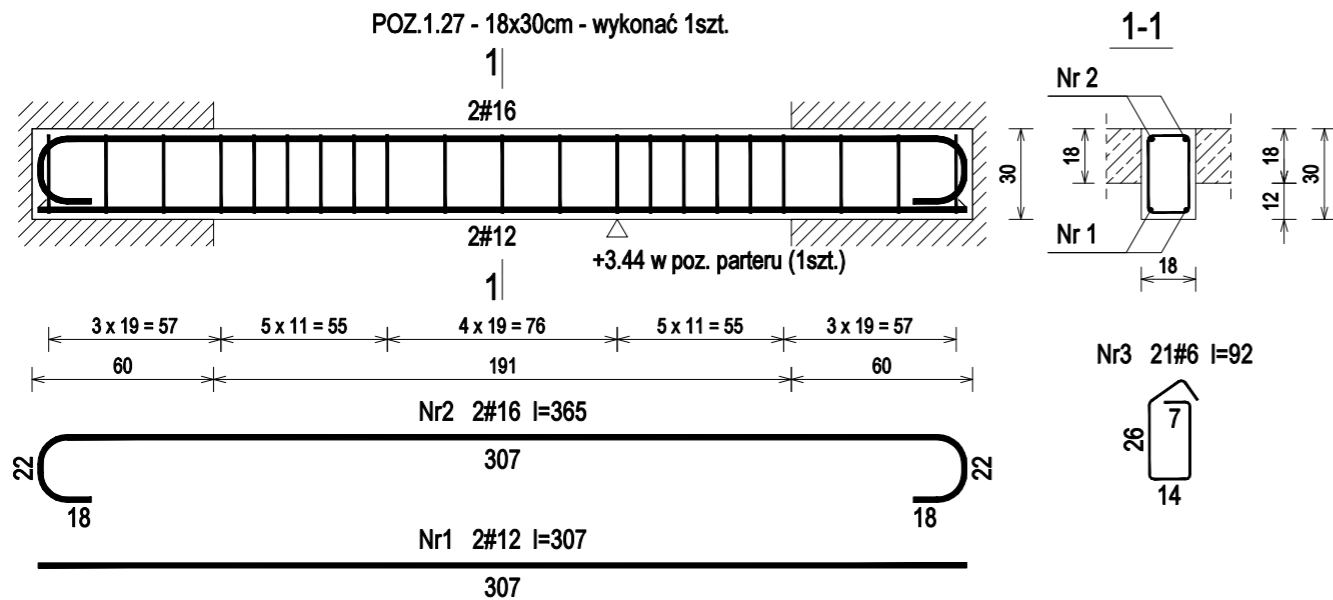 POZ.1.27 - 18x30cm - wykonać 1szt.
1-1
1
Nr 2
2#16
30
18
18
30
12
2#12
Nr 1
+3.44 w poz. parteru (1szt.)
18
1
3 x 19 = 57
5 x 11 = 55
4 x 19 = 76
5 x 11 = 55
3 x 19 = 57
60
191
60
Nr3 21#6 l=92
Nr2 2#16 l=365
7
26
307
22
22
14
18
18
Nr1 2#12 l=307
307